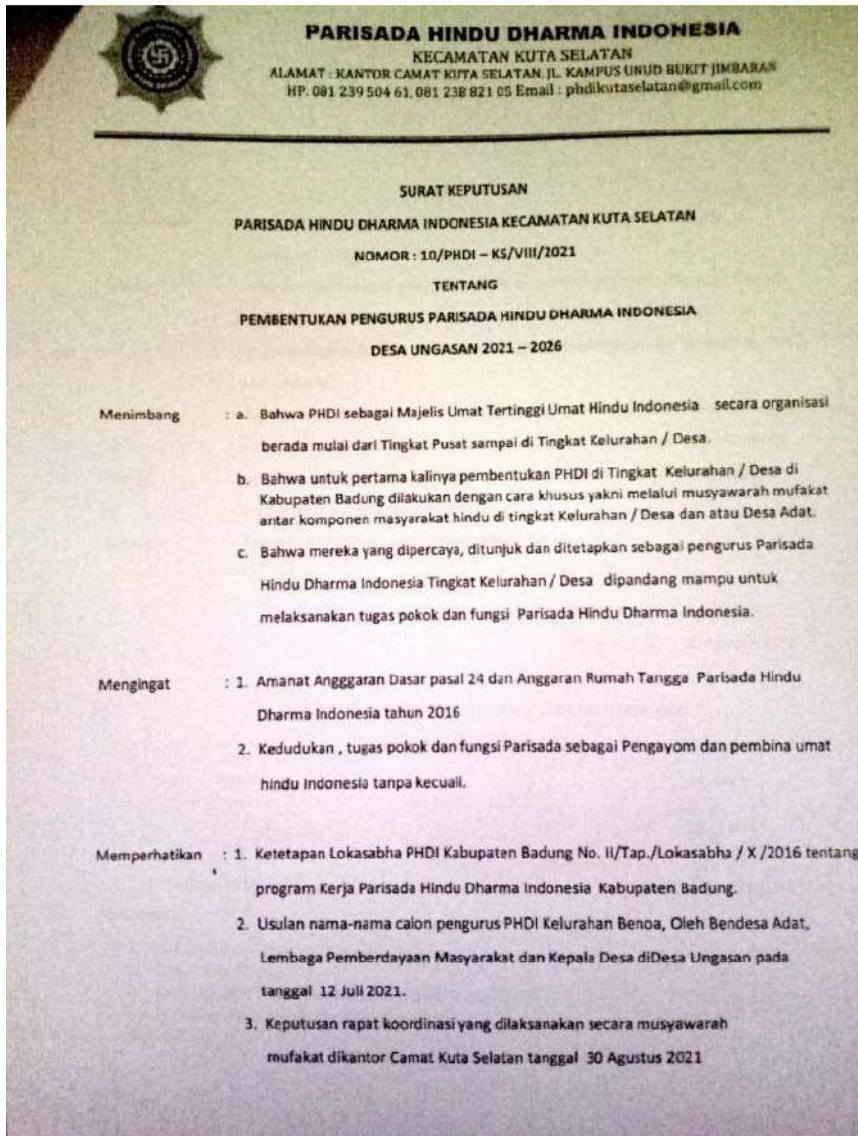 PARISADA HINDU DHARMA INDONESIA
KECAMATAN KUTA SELATAN
ALAMAT : KANTOR CAMAT KUTA SELATAN, JL. KAMPUS UNUD BUKIT JIMBARAN
HP. 081 239 504 61, 081 238 821 05 Email : phdikutaselatan@gmail.com
SURAT KEPUTUSAN
PARISADA HINDU DHARMA INDONESIA KECAMATAN KUTA SELATAN
NOMOR : 10/PHDI – KS/VIII/2021
TENTANG
PEMBENTUKAN PENGURUS PARISADA HINDU DHARMA INDONESIA
DESA UNGASAN 2021 – 2026
Menimbang : a. Bahwa PHDI sebagai Majelis Umat Tertinggi Umat Hindu Indonesia secara organisasi
berada mulai dari Tingkat Pusat sampai di Tingkat Kelurahan / Desa.
b. Bahwa untuk pertama kalinya pembentukan PHDI di Tingkat Kelurahan / Desa di
Kabupaten Badung dilakukan dengan cara khusus yakni melalui musyawarah mufakat
antar komponen masyarakat hindu di tingkat Kelurahan / Desa dan atau Desa Adat.
c. Bahwa mereka yang dipercaya, ditunjuk dan ditetapkan sebagai pengurus Parisada
Hindu Dharma Indonesia Tingkat Kelurahan / Desa dipandang mampu untuk
melaksanakan tugas pokok dan fungsi Parisada Hindu Dharma Indonesia.
Mengingat : 1. Amanat Angggaran Dasar pasal 24 dan Anggaran Rumah Tangga Parisada Hindu
Dharma Indonesia tahun 2016
2. Kedudukan , tugas pokok dan fungsi Parisada sebagai Pengayom dan pembina umat
hindu Indonesia tanpa kecuali.
Memperhatikan : 1. Ketetapan Lokasabha PHDI Kabupaten Badung No. II/Tap./Lokasabha / X /2016 tentang
program Kerja Parisada Hindu Dharma Indonesia Kabupaten Badung.
2. Usulan nama-nama calon pengurus PHDI Kelurahan Benoa, Oleh Bendesa Adat,
Lembaga Pemberdayaan Masyarakat dan Kepala Desa diDesa Ungasan pada
tanggal 12 Juli 2021.
3. Keputusan rapat koordinasi yang dilaksanakan secara musyawarah
mufakat dikantor Camat Kuta Selatan tanggal 30 Agustus 2021